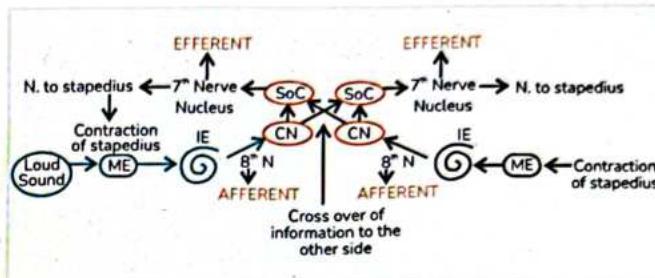 EFFERENT
EFFERENT
N. to stapedius
7th Nerve
Nucleus
SoC
SoC
7th Nerve
Nucleus
N. to stapedius
Contraction
of stapedius
IE
CN
CN
IE
Loud
Sound
ME
8th N
8th N
ME
Contraction
of stapedius
AFFERENT
AFFERENT
Cross over of
information to the
other side